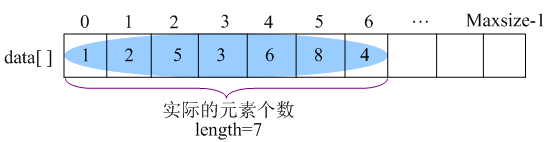 0 1 2 3 4 5 6 … Maxsize-1
data[ ] 1 2 5 3 6 8 4
实际的元素个数
length=7